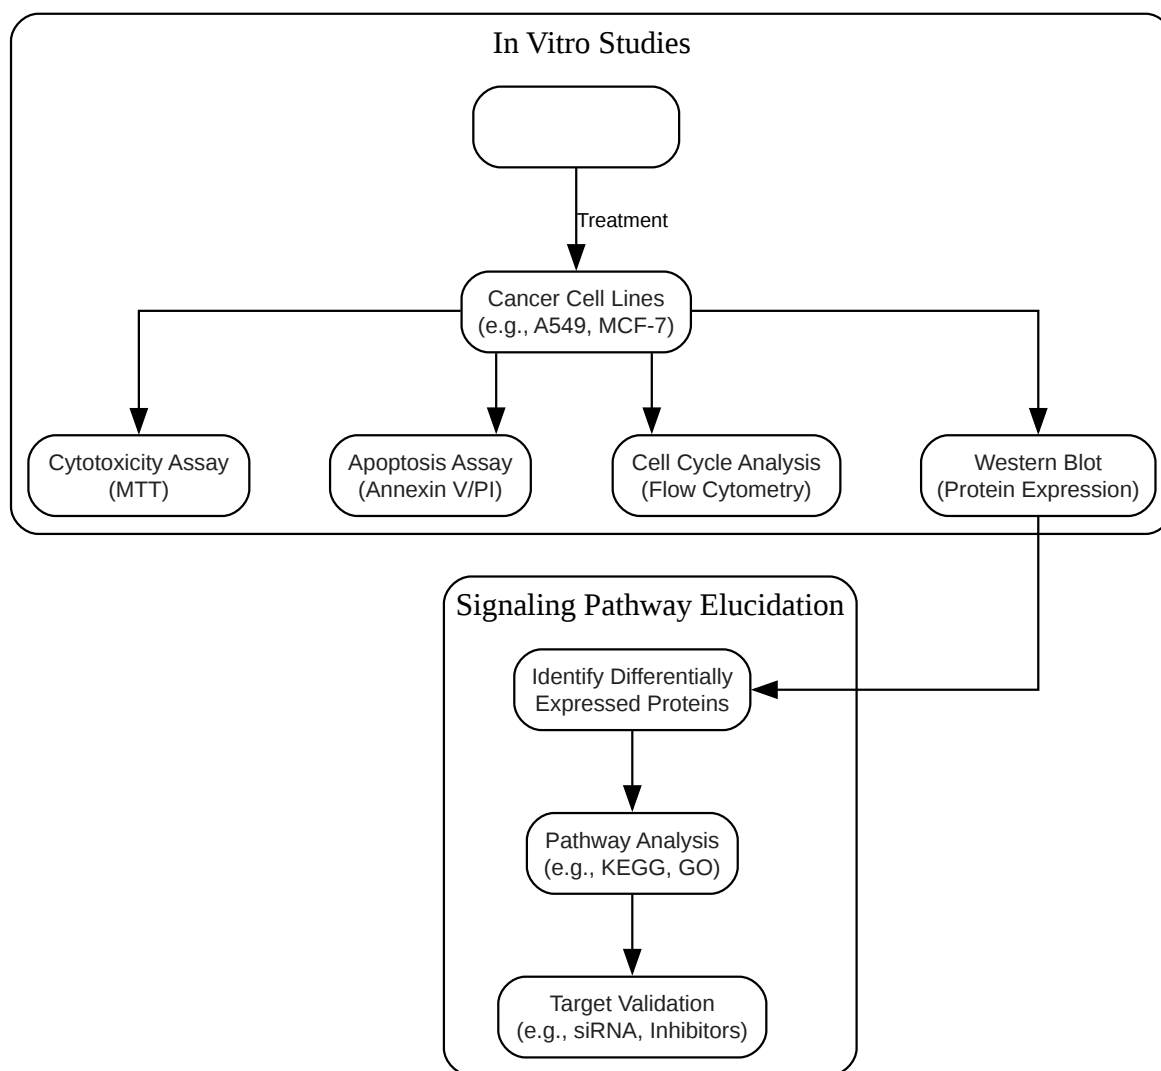 In Vitro Studies
Treatment
Cancer Cell Lines
(e.g., A549, MCF-7)
Cytotoxicity Assay
(MTT)
Apoptosis Assay
(Annexin V/PI)
Cell Cycle Analysis
(Flow Cytometry)
Western Blot
(Protein Expression)
Signaling Pathway Elucidation
Identify Differentially
Expressed Proteins
Pathway Analysis
(e.g., KEGG, GO)
Target Validation
(e.g., siRNA, Inhibitors)